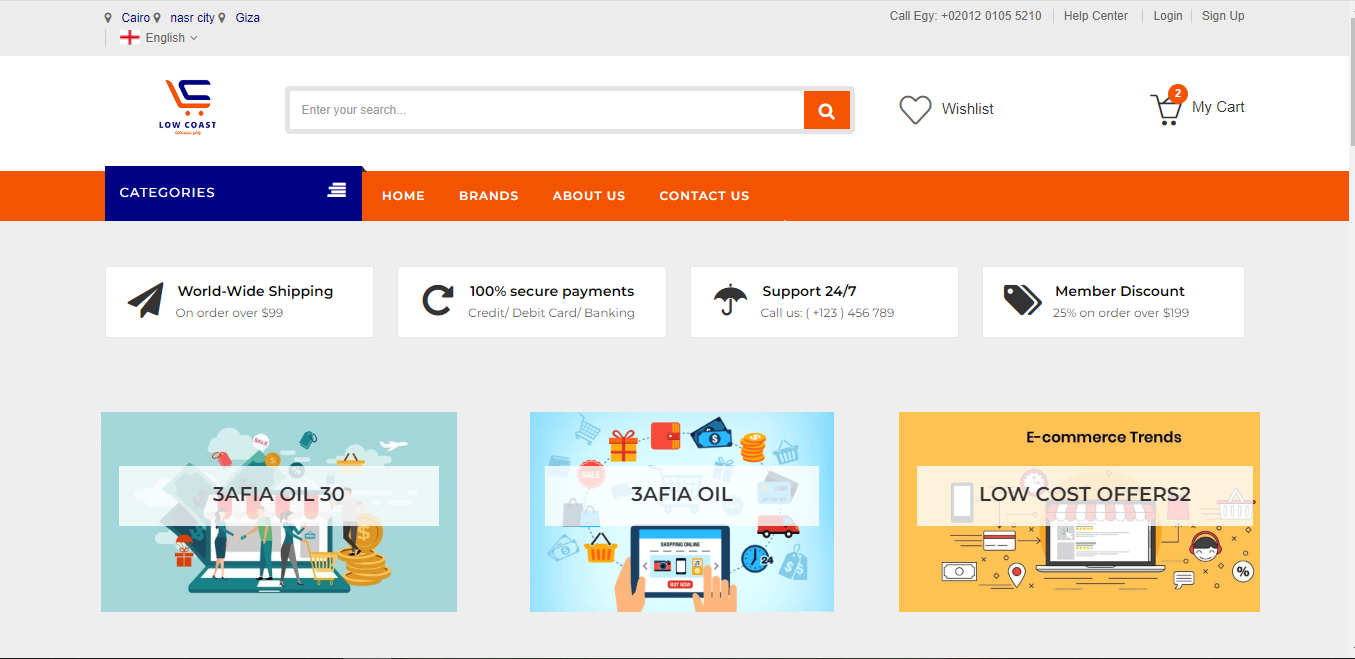 Cairo nasr city Giza
Call Egy: +02012 0105 5210 Help Center Login Sign Up
English
LOW COAST
Enter your search...
Wishlist
2
My Cart
CATEGORIES
HOME BRANDS ABOUT US CONTACT US
World-Wide Shipping
On order over $99
100% secure payments
Credit/ Debit Card/ Banking
Support 24/7
Call us: ( +123 ) 456 789
Member Discount
25% on order over $199
SALE
3AFIA OIL 30
SALE
3AFIA OIL
SHOPPING ONLINE
BUY NOW
24
E-commerce Trends
LOW COST OFFERS2
%